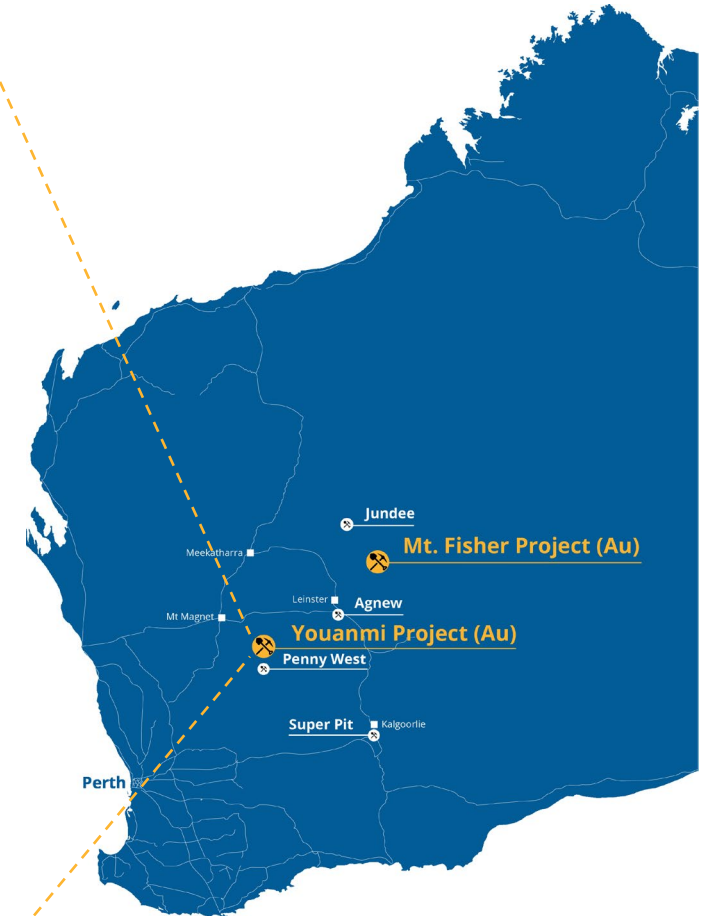 Jundee
Mt. Fisher Project (Au)
Meekatharra
Leinster
Agnew
Mt Magnet
Youanmi Project (Au)
Penny West
Super Pit
Kalgoorlie
Perth